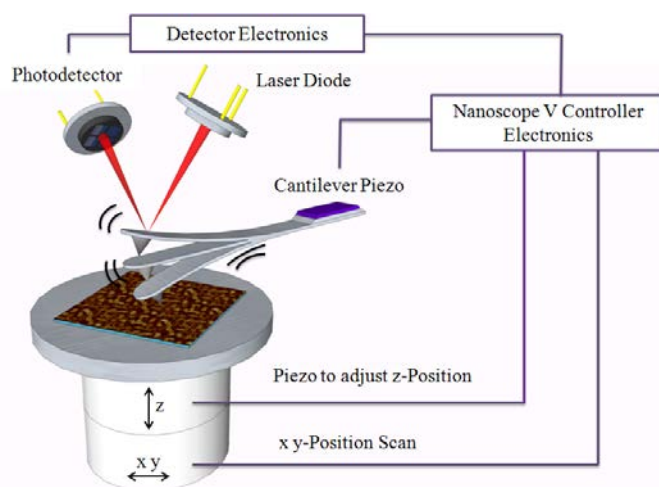 Detector Electronics
Photodetector
Laser Diode
Nanoscope V Controller
Electronics
Cantilever Piezo
Piezo to adjust z-Position
z
x y-Position Scan
x y